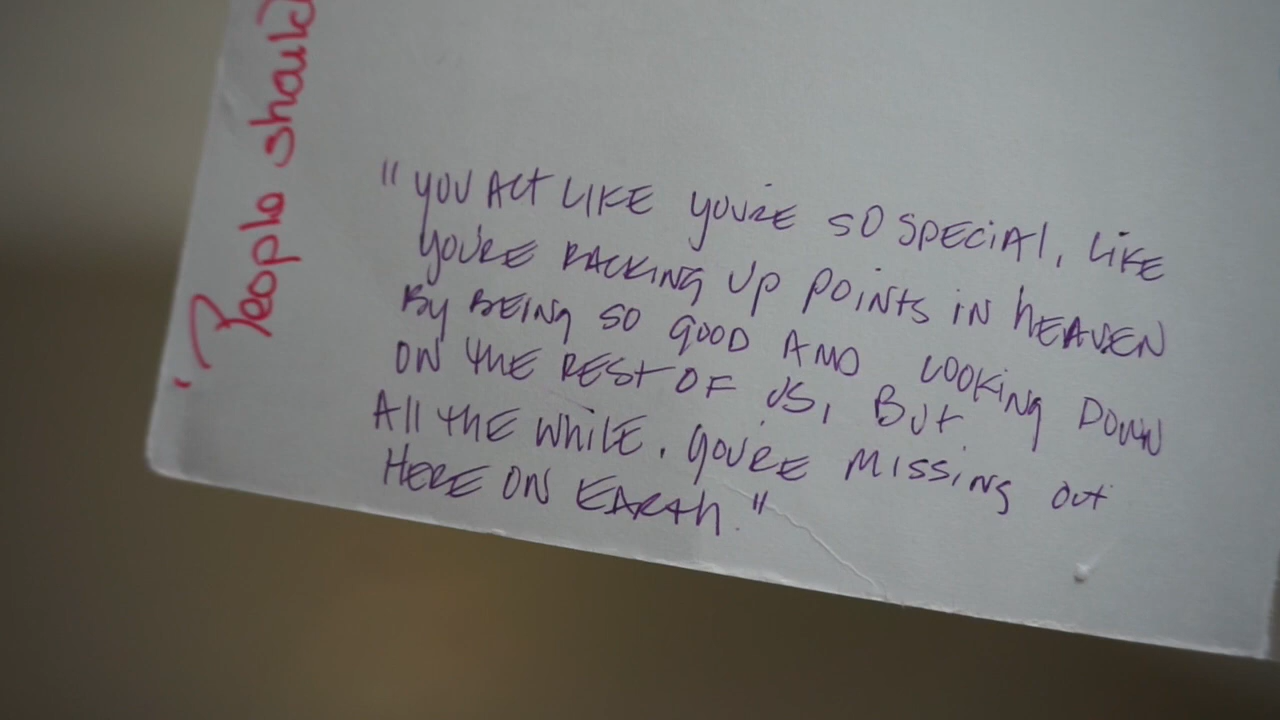 'People should
"YOU ACT LIKE YOU'RE SO SPECIAL, LIKE
YOU'RE RACKING UP POINTS IN HEAVEN
BY BEING SO GOOD AND LOOKING DOWN
ON THE REST OF US, BUT
ALL THE WHILE, YOU'RE MISSING OUT
HERE ON EARTH."